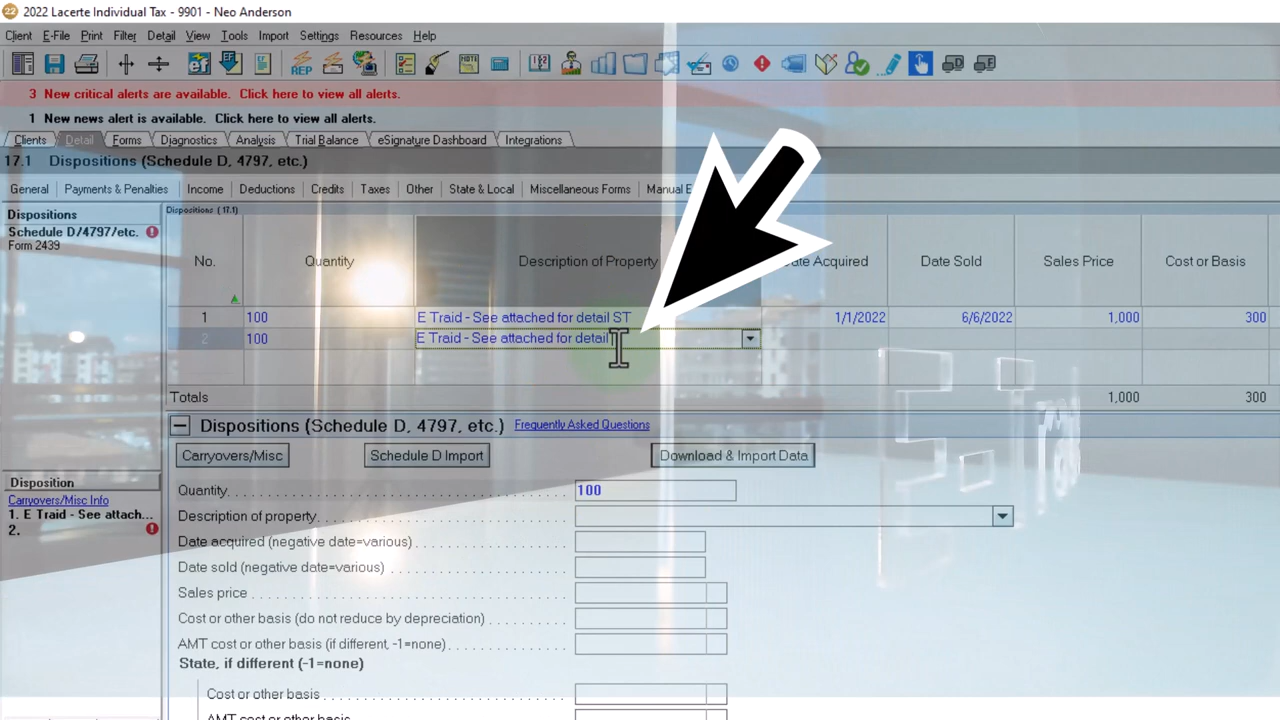 2022 Lacerte Individual Tax - 9901 - Neo Anderson
Client E-File Print Filter Detail View Tools Import Settings Resources Help
3 New critical alerts are available. Click here to view all alerts.
1 New news alert is available. Click here to view all alerts.
Clients Detail Forms Diagnostics Analysis Trial Balance eSignature Dashboard Integrations
17.1 Dispositions (Schedule D, 4797, etc.)
General Payments & Penalties Income Deductions Credits Taxes Other State & Local Miscellaneous Forms Manual
Dispositions
Schedule D/4797/etc.
Form 2439
Dispositions (17.1)
No. Quantity Description of Property Date Acquired Date Sold Sales Price Cost or Basis
1 100 E Traid - See attached for detail ST 1/1/2022 6/6/2022 1,000 300
2 100 E Traid - See attached for detail
Totals 1,000 300
Disposition
Carryovers/Misc Info
1. E Traid - See attach...
2.
Dispositions (Schedule D, 4797, etc.) Frequently Asked Questions
Carryovers/Misc Schedule D Import Download & Import Data
Quantity 100
Description of property
Date acquired (negative date=various)
Date sold (negative date=various)
Sales price
Cost or other basis (do not reduce by depreciation)
AMT cost or other basis (if different, -1=none)
State, if different (-1=none)
Cost or other basis
AMT cost or other basis